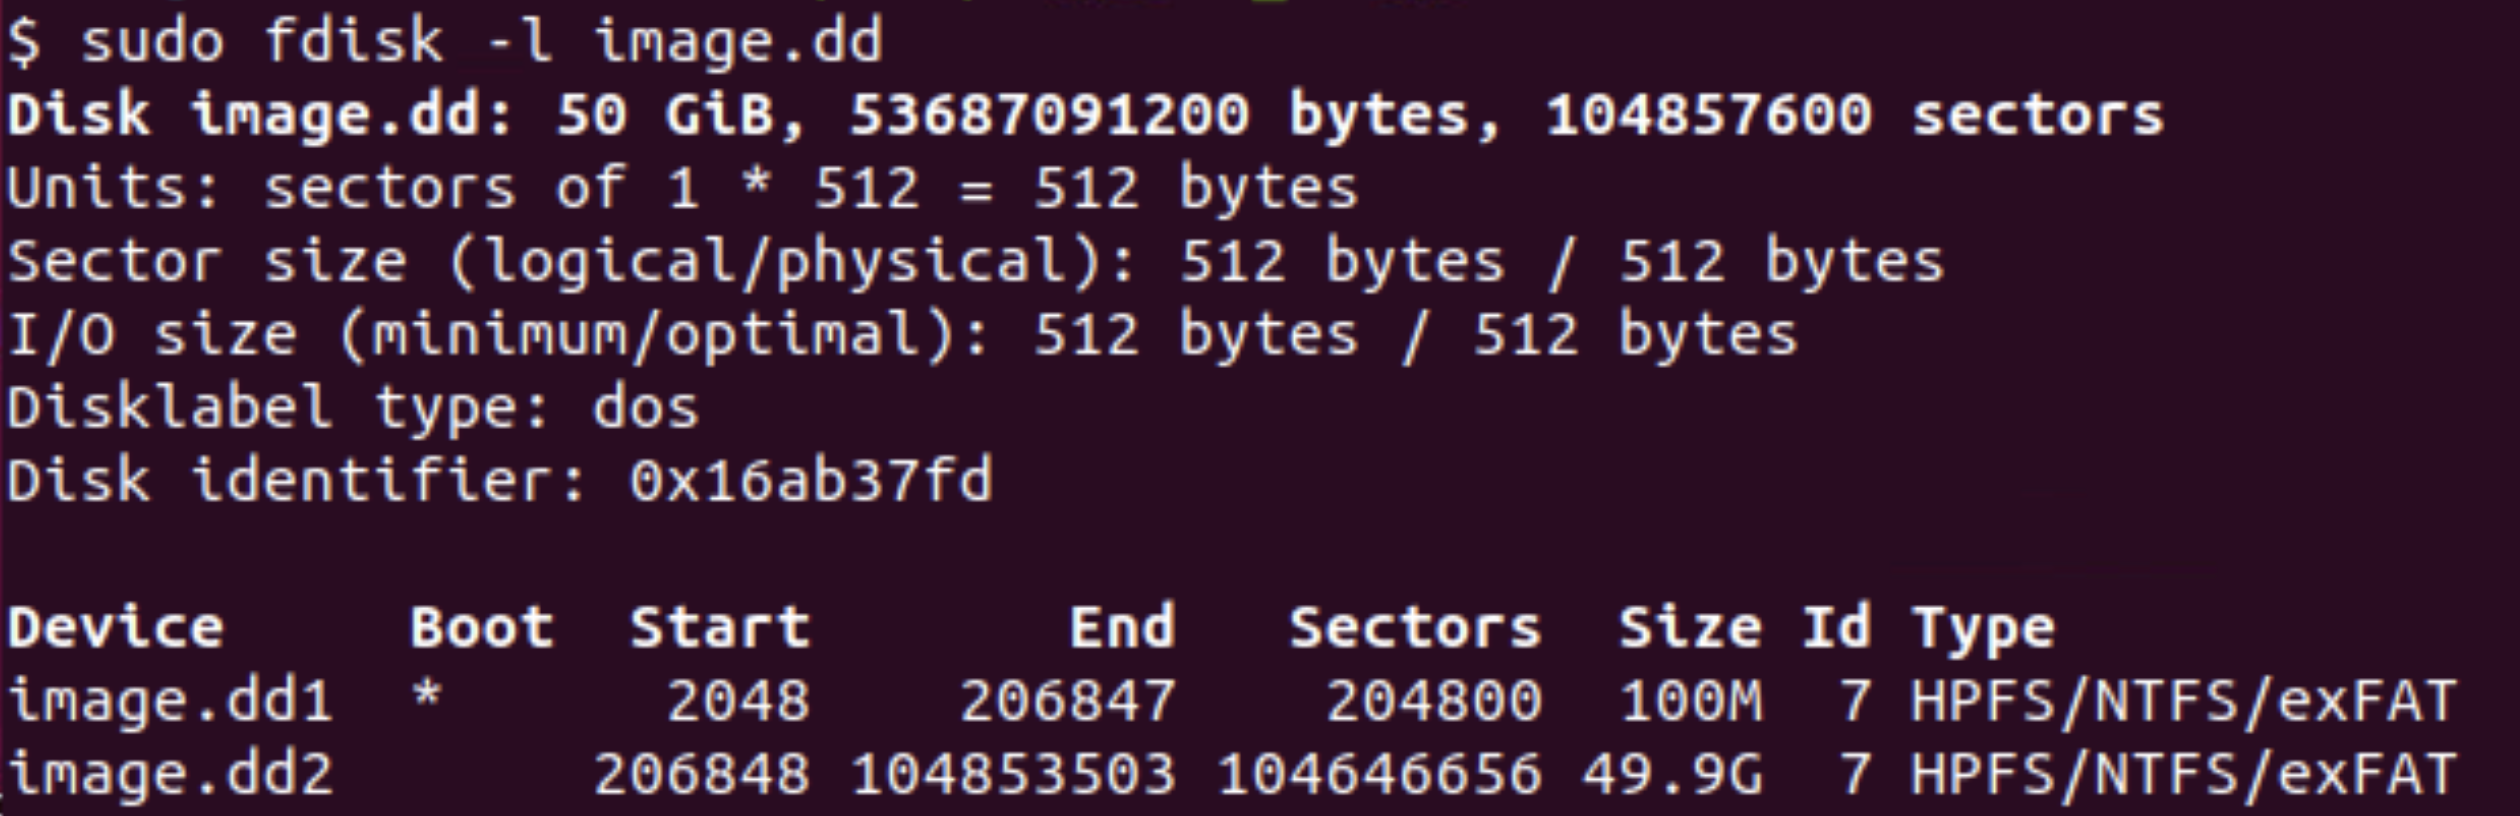 $ sudo fdisk -l image.dd
Disk image.dd: 50 GiB, 53687091200 bytes, 104857600 sectors
Units: sectors of 1 * 512 = 512 bytes
Sector size (logical/physical): 512 bytes / 512 bytes
I/O size (minimum/optimal): 512 bytes / 512 bytes
Disklabel type: dos
Disk identifier: 0x16ab37fd

Device     Boot  Start       End   Sectors  Size Id Type
image.dd1  *      2048    206847    204800  100M  7 HPFS/NTFS/exFAT
image.dd2       206848 104853503 104646656 49.9G  7 HPFS/NTFS/exFAT